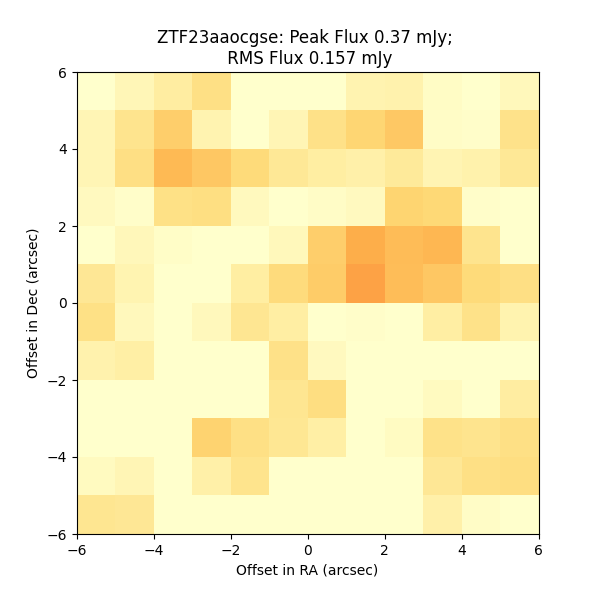 ZTF23aaocgse: Peak Flux 0.37 mJy;
RMS Flux 0.157 mJy
6
4
2
0
−2
−4
−6
Offset in Dec (arcsec)
−6 −4 −2 0 2 4 6
Offset in RA (arcsec)